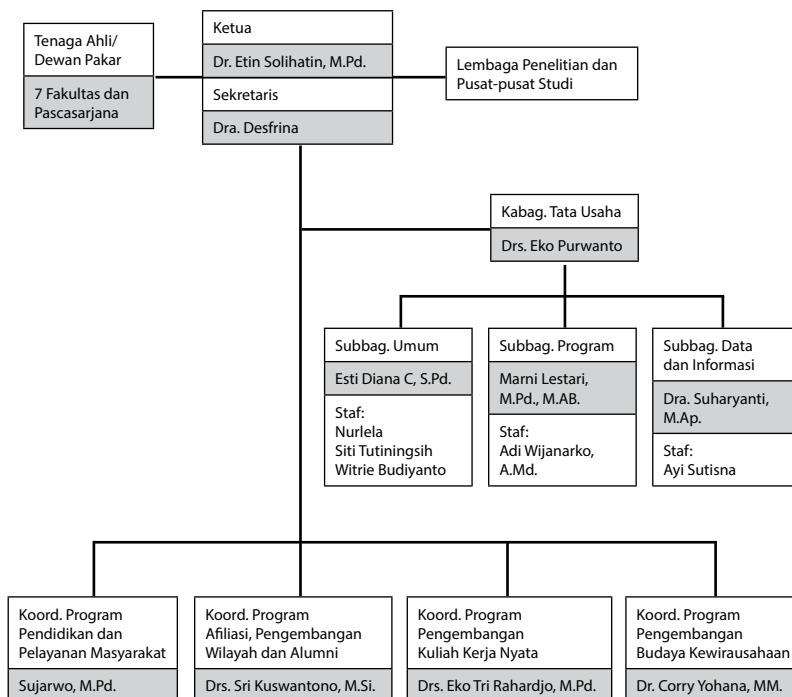 Tenaga Ahli/
Dewan Pakar
7 Fakultas dan
Pascasarjana
Ketua
Dr. Etin Solihatin, M.Pd.
Sekretaris
Dra. Desfrina
Lembaga Penelitian dan
Pusat-pusat Studi
Kabag. Tata Usaha
Drs. Eko Purwanto
Subbag. Umum
Esti Diana C, S.Pd.
Staf:
Nurlela
Siti Tutiningsih
Witrie Budiyanto
Subbag. Program
Marni Lestari,
M.Pd., M.AB.
Staf:
Adi Wijanarko,
A.Md.
Subbag. Data
dan Informasi
Dra. Suharyanti,
M.Ap.
Staf:
Ayi Sutisna
Koord. Program
Pendidikan dan
Pelayanan Masyarakat
Sujarwo, M.Pd.
Koord. Program
Afiliasi, Pengembangan
Wilayah dan Alumni
Drs. Sri Kuswantono, M.Si.
Koord. Program
Pengembangan
Kuliah Kerja Nyata
Drs. Eko Tri Rahardjo, M.Pd.
Koord. Program
Pengembangan
Budaya Kewirausahaan
Dr. Corry Yohana, MM.